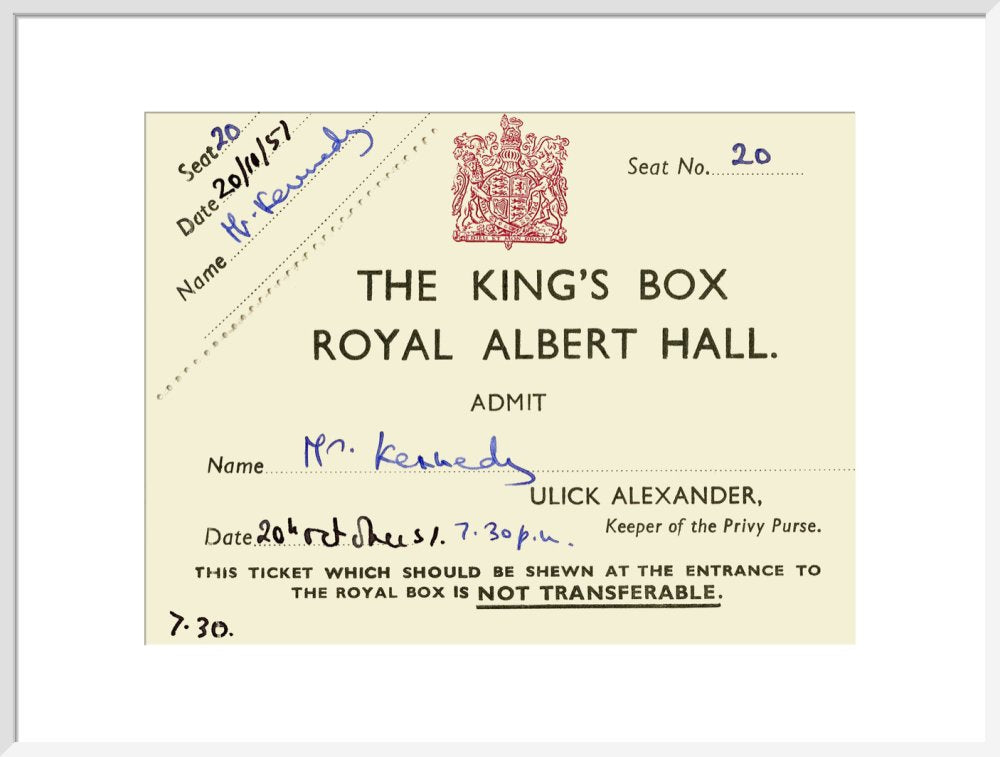 Seat 20
Date 20/10/51
Name Mr. Kennedy
Seat No. 20
THE KING'S BOX
ROYAL ALBERT HALL.
ADMIT
Name Mr. Kennedy
ULICK ALEXANDER,
Keeper of the Privy Purse.
Date 20th October 51. 7.30p.m.
THIS TICKET WHICH SHOULD BE SHEWN AT THE ENTRANCE TO
THE ROYAL BOX IS NOT TRANSFERABLE.
7.30.